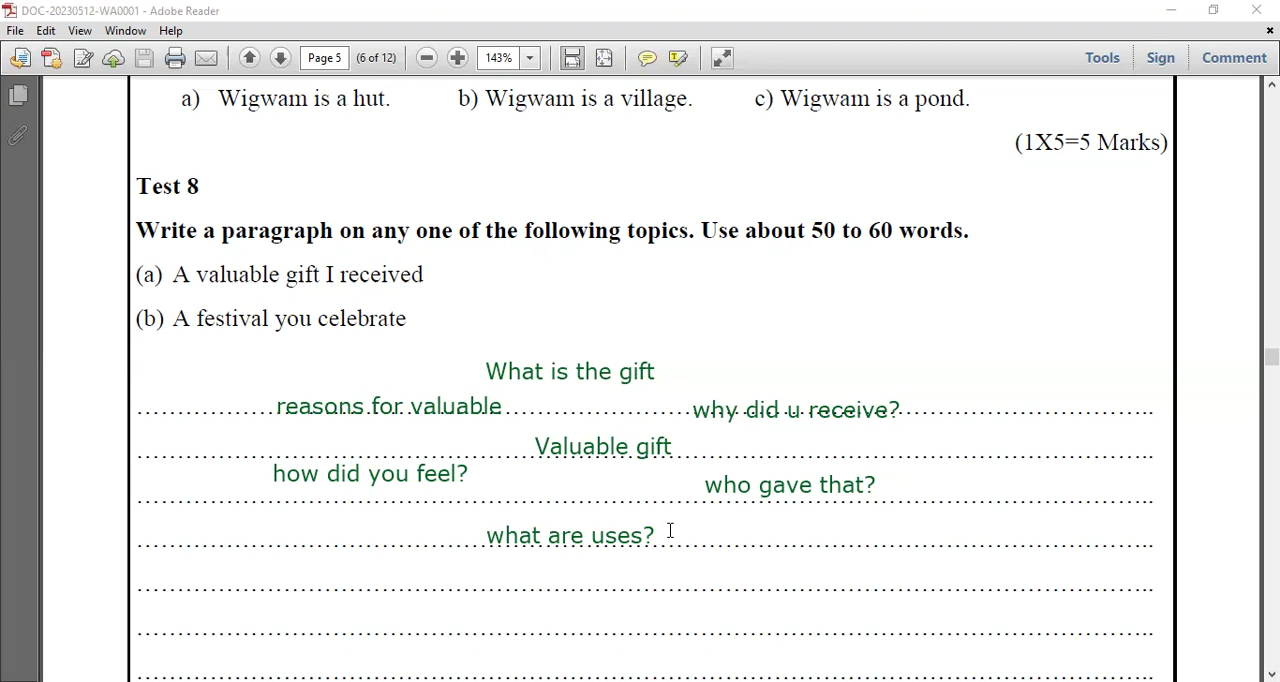 DOC-20230512-WA0001 - Adobe Reader
File Edit View Window Help
Page 5 (6 of 12) 143% Tools Sign Comment
a) Wigwam is a hut. b) Wigwam is a village. c) Wigwam is a pond.
(1X5=5 Marks)
Test 8
Write a paragraph on any one of the following topics. Use about 50 to 60 words.
(a) A valuable gift I received
(b) A festival you celebrate
What is the gift
reasons for valuable why did u receive?
Valuable gift
how did you feel? who gave that?
what are uses?